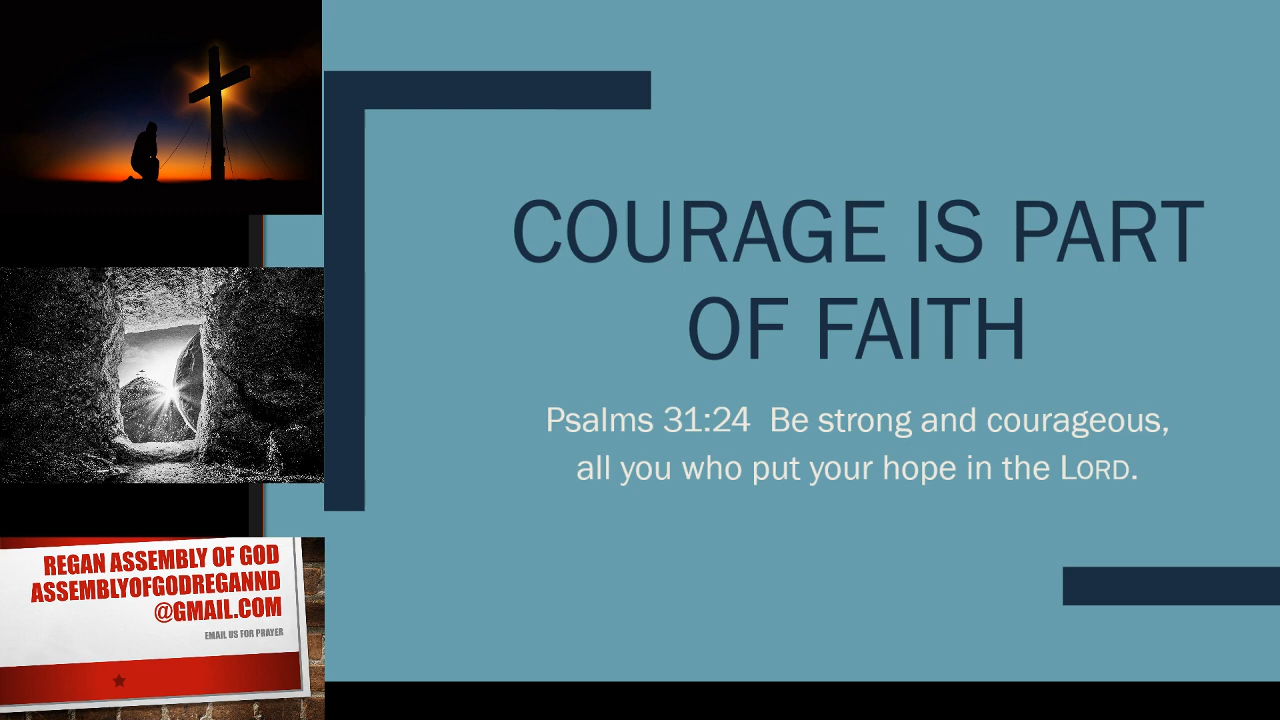 COURAGE IS PART
OF FAITH
Psalms 31:24  Be strong and courageous,
all you who put your hope in the LORD.
REGAN ASSEMBLY OF GOD
ASSEMBLYOFGODREGANND
@GMAIL.COM
EMAIL US FOR PRAYER